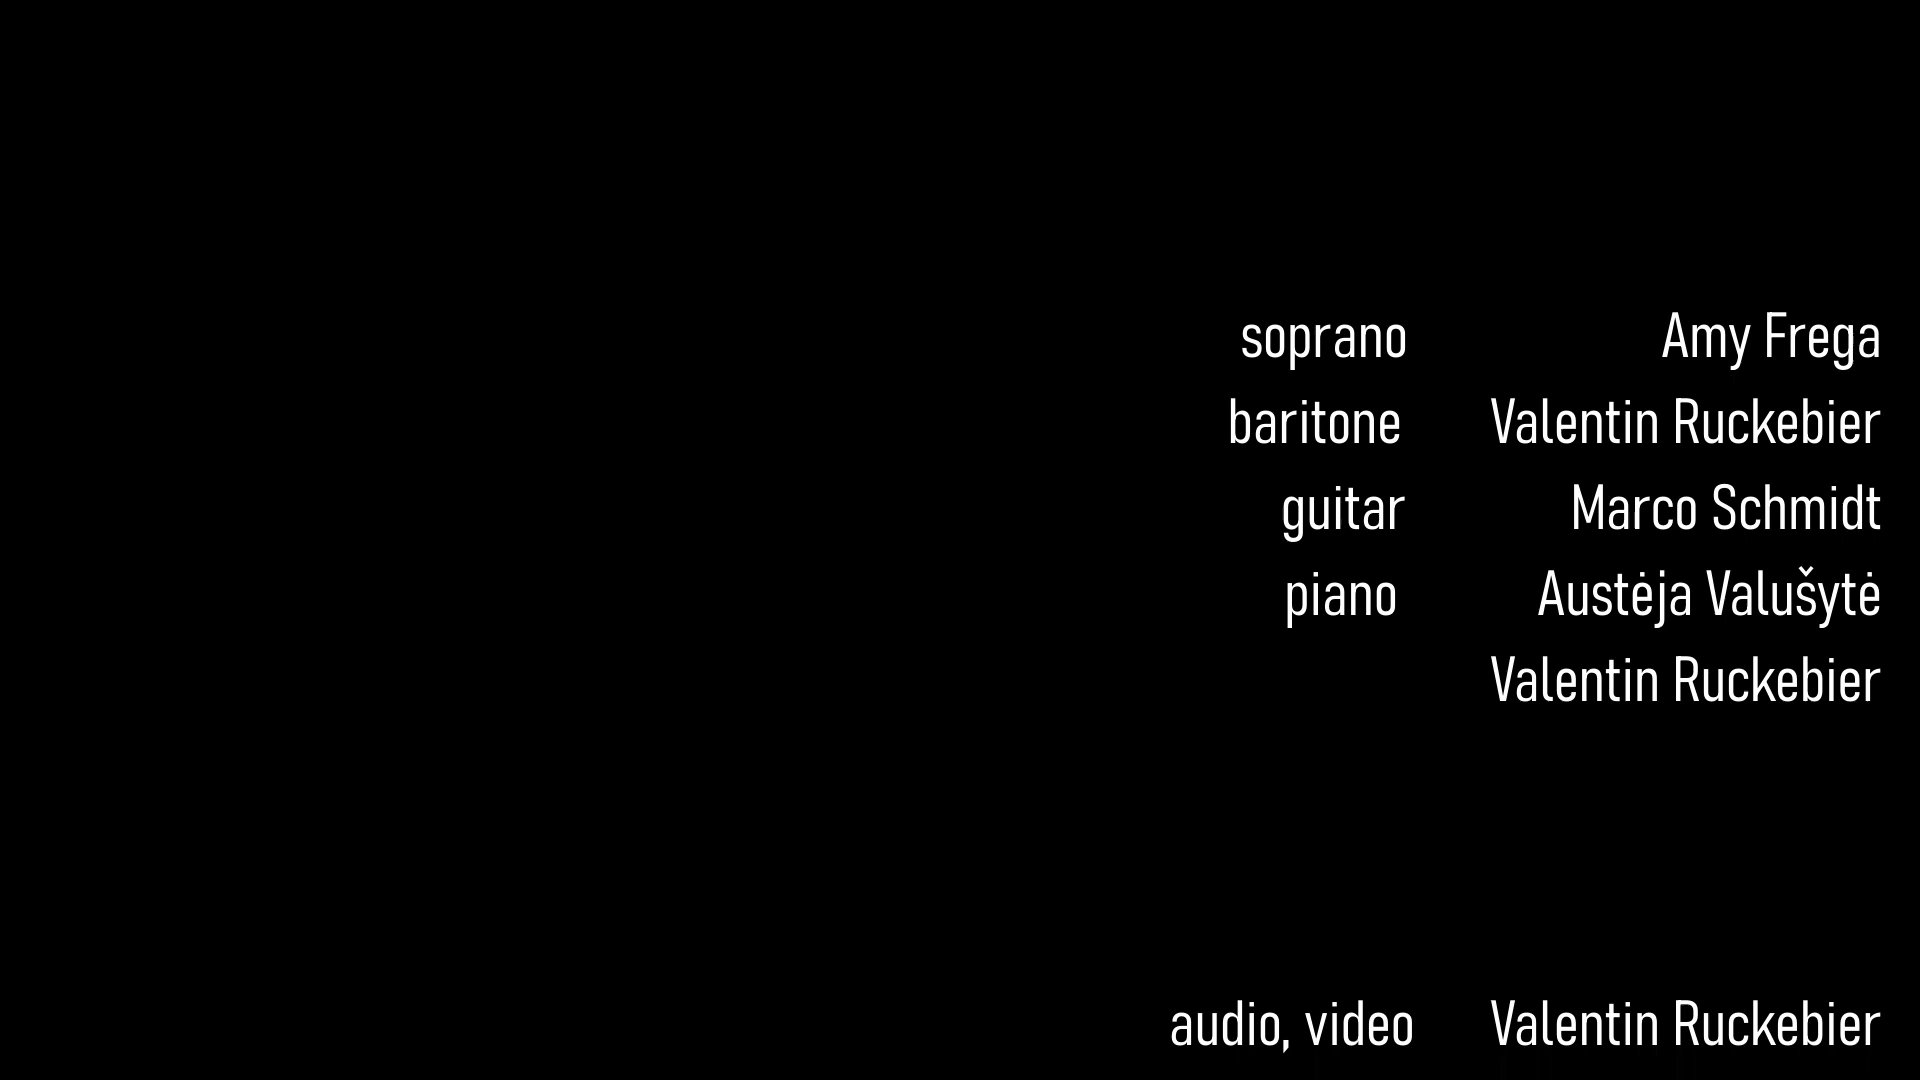 soprano Amy Frega
baritone Valentin Ruckebier
guitar Marco Schmidt
piano Austėja Valušytė
Valentin Ruckebier
audio, video Valentin Ruckebier